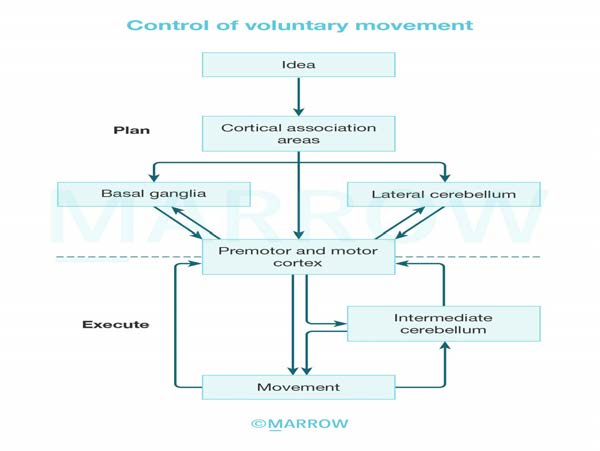 Control of voluntary movement
Idea
Plan
Cortical association
areas
Basal ganglia
Lateral cerebellum
MARROW
Premotor and motor
cortex
Execute
Intermediate
cerebellum
Movement
©MARROW